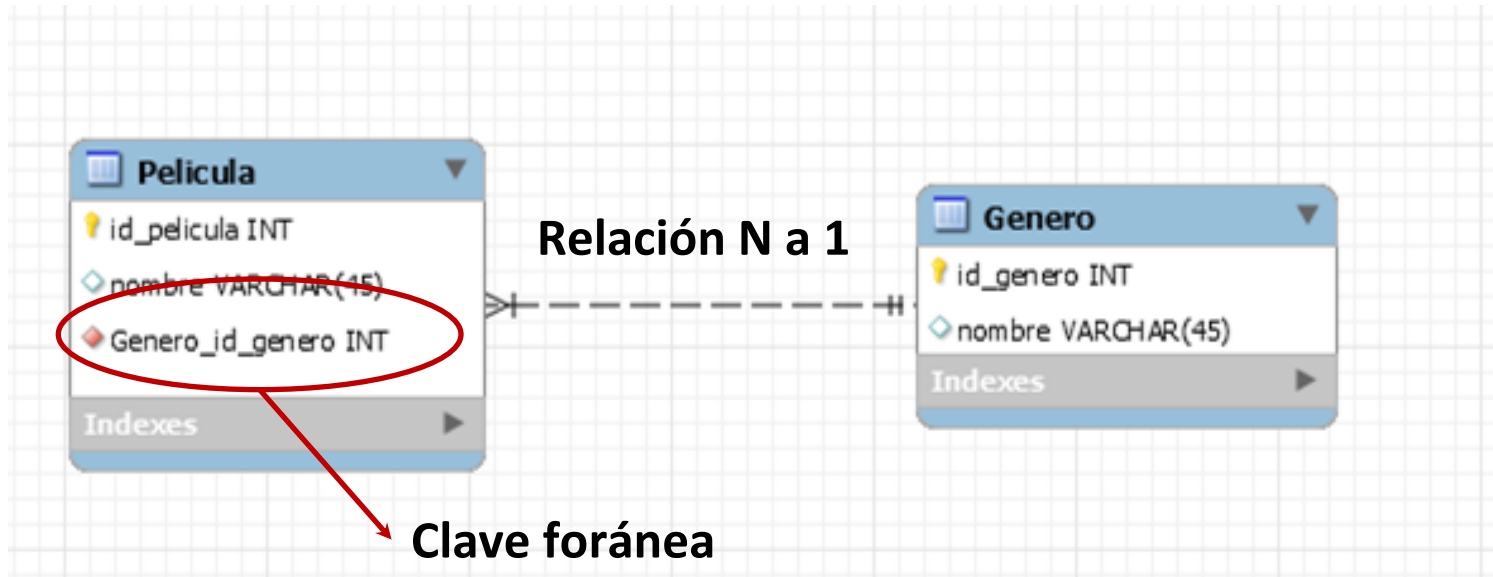 Pelicula
id_pelicula INT
nombre VARCHAR(45)
Genero_id_genero INT
Indexes
Relación N a 1
Genero
id_genero INT
nombre VARCHAR(45)
Indexes
Clave foránea